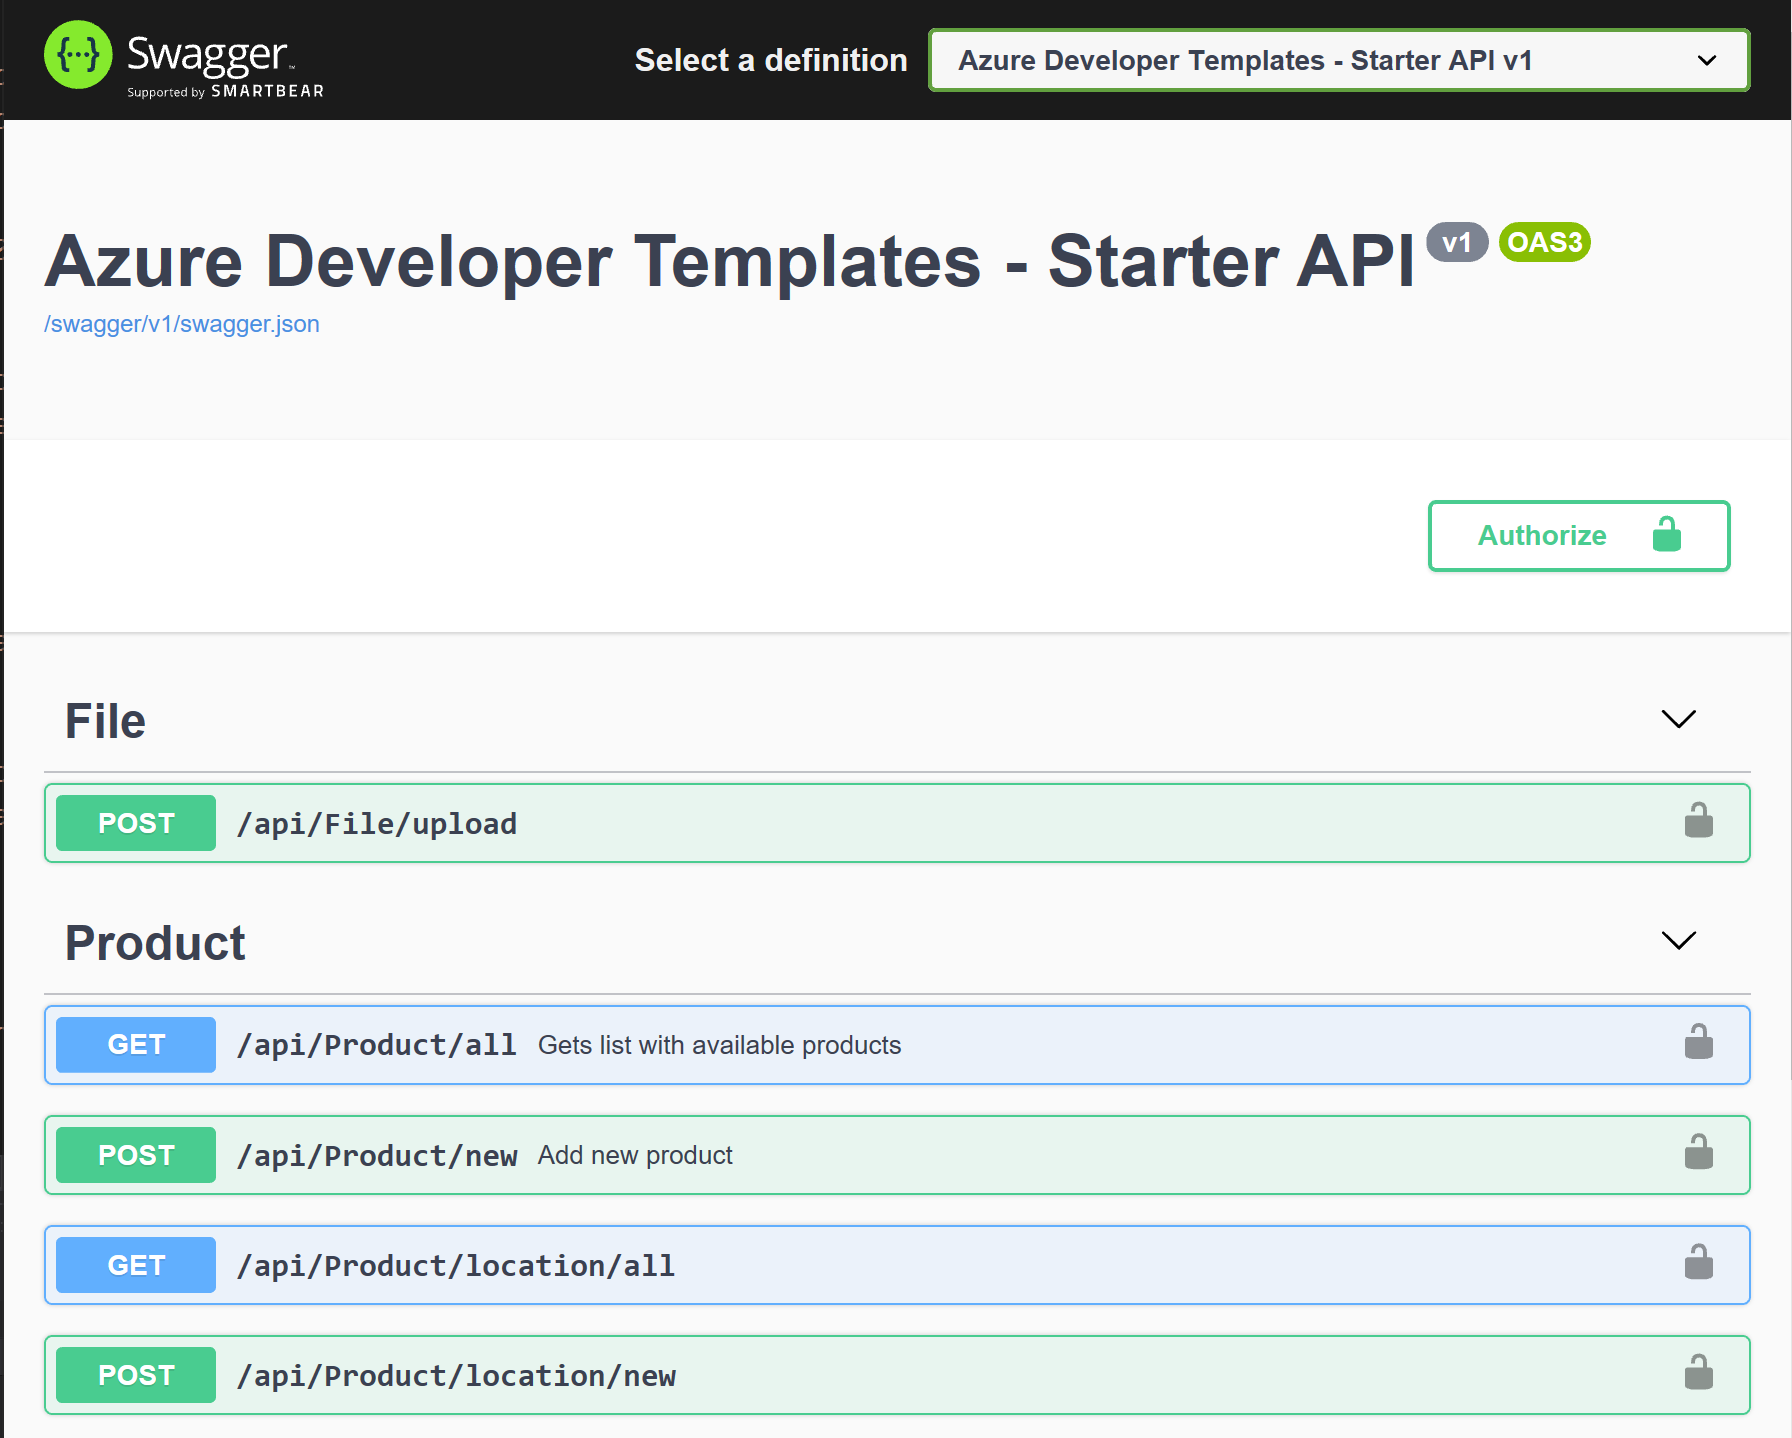 {···} Swagger™
Supported by SMARTBEAR
Select a definition
Azure Developer Templates - Starter API v1
Azure Developer Templates - Starter API v1 OAS3
/swagger/v1/swagger.json
Authorize
File
POST /api/File/upload
Product
GET /api/Product/all Gets list with available products
POST /api/Product/new Add new product
GET /api/Product/location/all
POST /api/Product/location/new